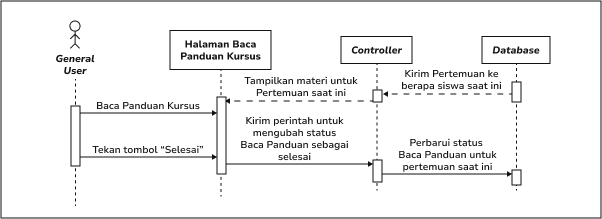 General
User
Halaman Baca
Panduan Kursus
Controller
Database
Tampilkan materi untuk
Pertemuan saat ini
Kirim Pertemuan ke
berapa siswa saat ini
Baca Panduan Kursus
Kirim perintah untuk
mengubah status
Baca Panduan sebagai
selesai
Tekan tombol “Selesai”
Perbarui status
Baca Panduan untuk
pertemuan saat ini